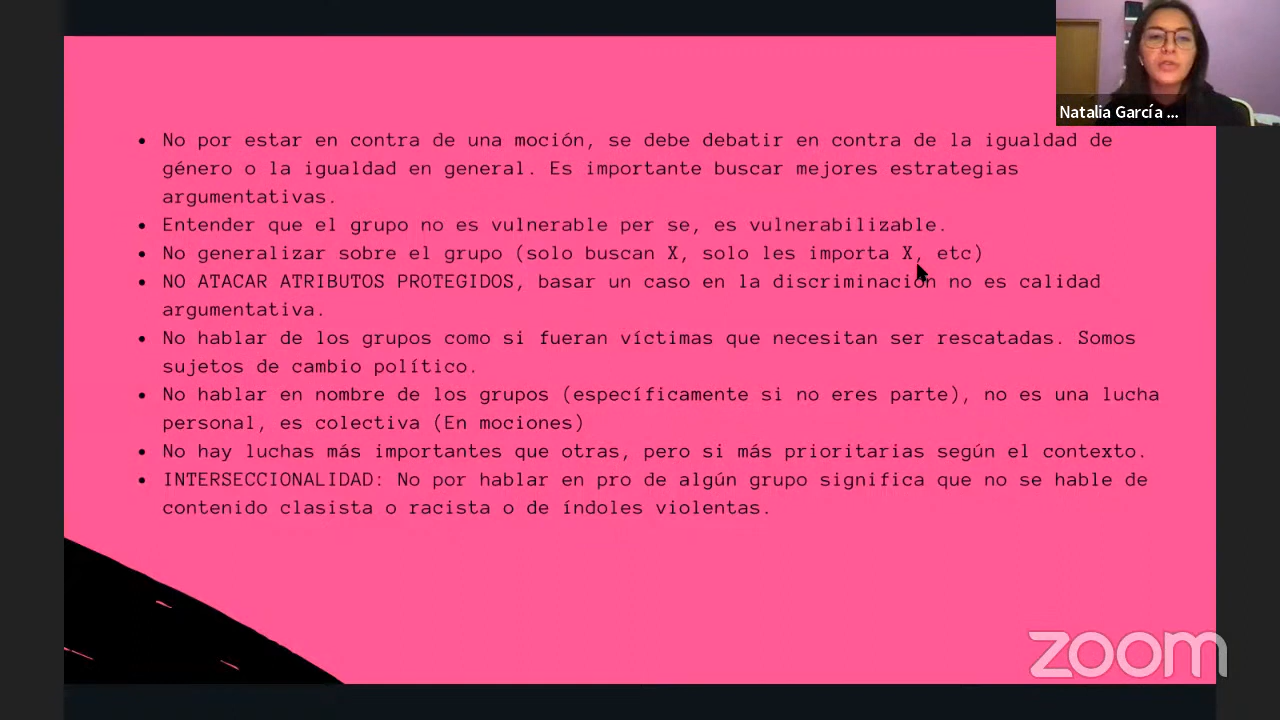 Natalia García ...
• No por estar en contra de una moción, se debe debatir en contra de la igualdad de
género o la igualdad en general. Es importante buscar mejores estrategias
argumentativas.
• Entender que el grupo no es vulnerable per se, es vulnerabilizable.
• No generalizar sobre el grupo (solo buscan X, solo les importa X, etc)
• NO ATACAR ATRIBUTOS PROTEGIDOS, basar un caso en la discriminación no es calidad
argumentativa.
• No hablar de los grupos como si fueran víctimas que necesitan ser rescatadas. Somos
sujetos de cambio político.
• No hablar en nombre de los grupos (específicamente si no eres parte), no es una lucha
personal, es colectiva (En mociones)
• No hay luchas más importantes que otras, pero si más prioritarias según el contexto.
• INTERSECCIONALIDAD: No por hablar en pro de algún grupo significa que no se hable de
contenido clasista o racista o de índoles violentas.
zoom